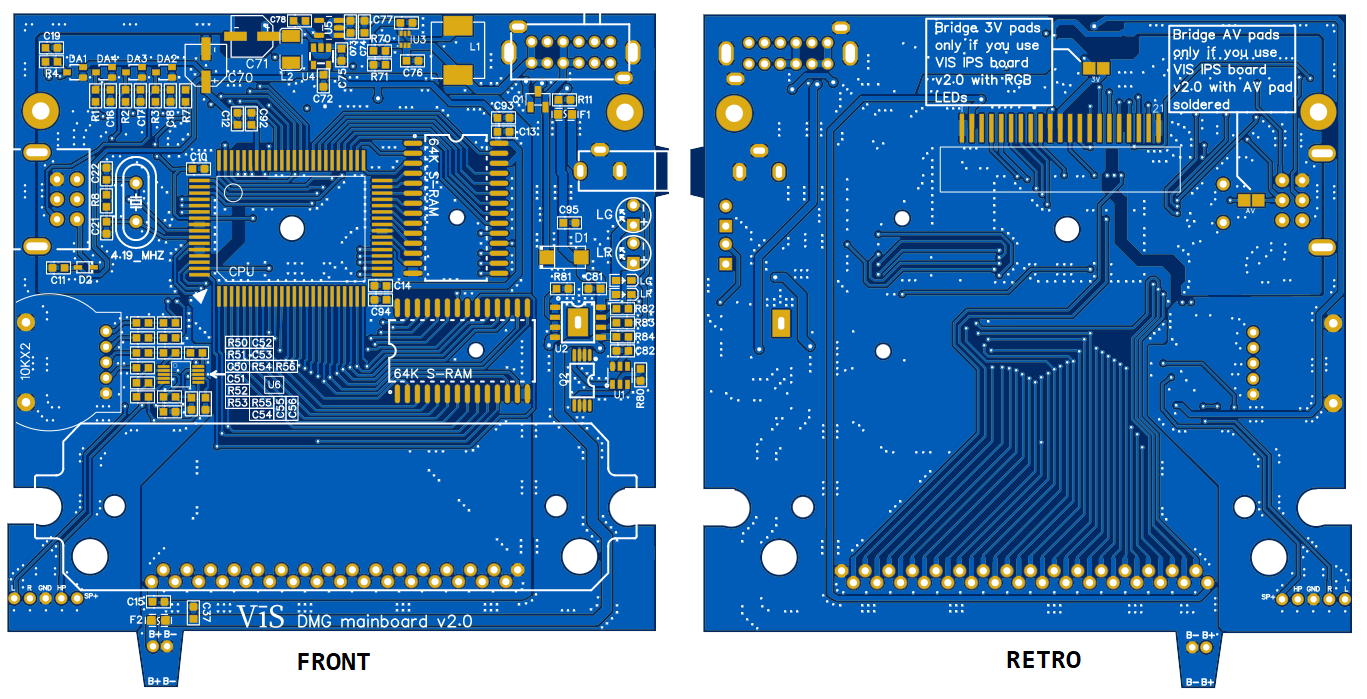 C78
C77
C19
U5
C73
C74
R70
U3
L1
R4
DA1
DA4
DA3
DA2
C71
L2
U4
C75
R71
C76
C70
C72
R1
C16
R2
C17
R3
C18
R7
C12
C92
Q1
R11
C93
IF1
C13
C10
64K S-RAM
C22
R8
C21
4.19_MHZ
C95
LG
D1
LR
C11
D2
CPU
C14
R81
C81
LG
LR
C94
R82
R83
R84
C82
U2
Q2
U1
R80
10KX2
R50 C52
R51 C53
G50 R54 R56
C51
R52
U6
R53 R55
C54
C55
C56
64K S-RAM
L R GND HP SP+
C15
F2
C37
ViS DMG mainboard v2.0
B+ B-
B+ B-
FRONT
Bridge 3V pads
only if you use
VIS IPS board
v2.0 with RGB
LEDs
3V
Bridge AV pads
only if you use
VIS IPS board
v2.0 with AV pad
soldered
21
AV
SP+ HP GND R L
B- B+
B- B+
RETRO